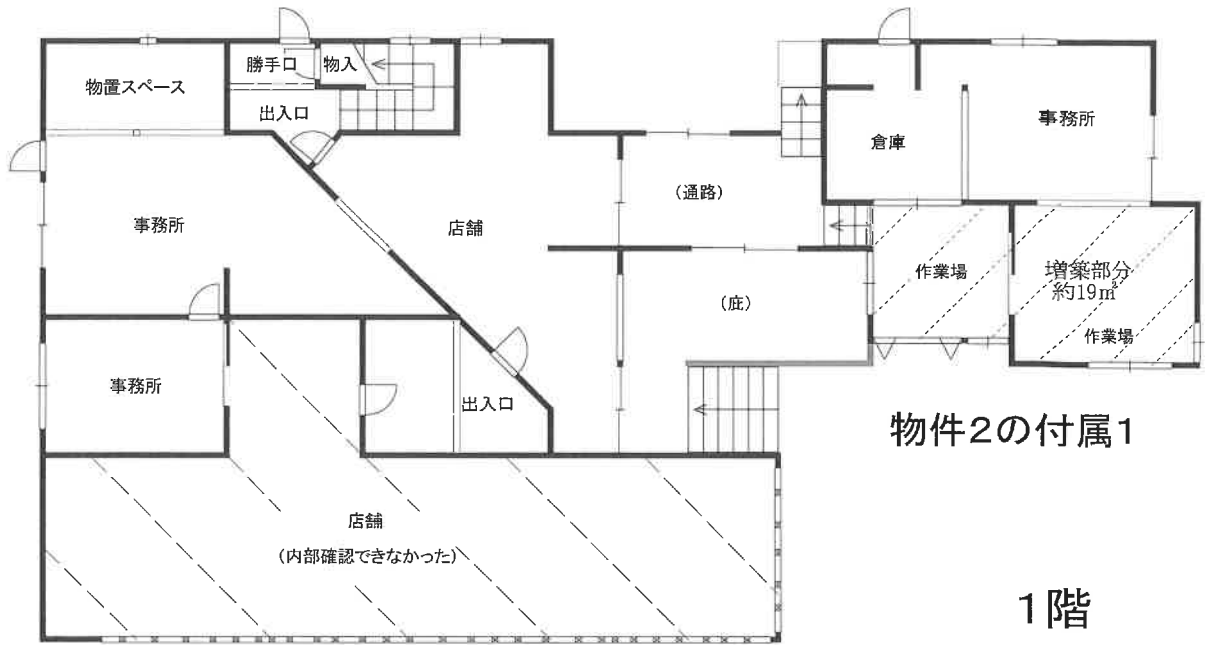 物置スペース
勝手口
物入
出入口
事務所
店舗
(通路)
倉庫
事務所
作業場
増築部分
約19㎡
作業場
(庇)
事務所
出入口
物件2の付属1
店舗
(内部確認できなかった)
1階